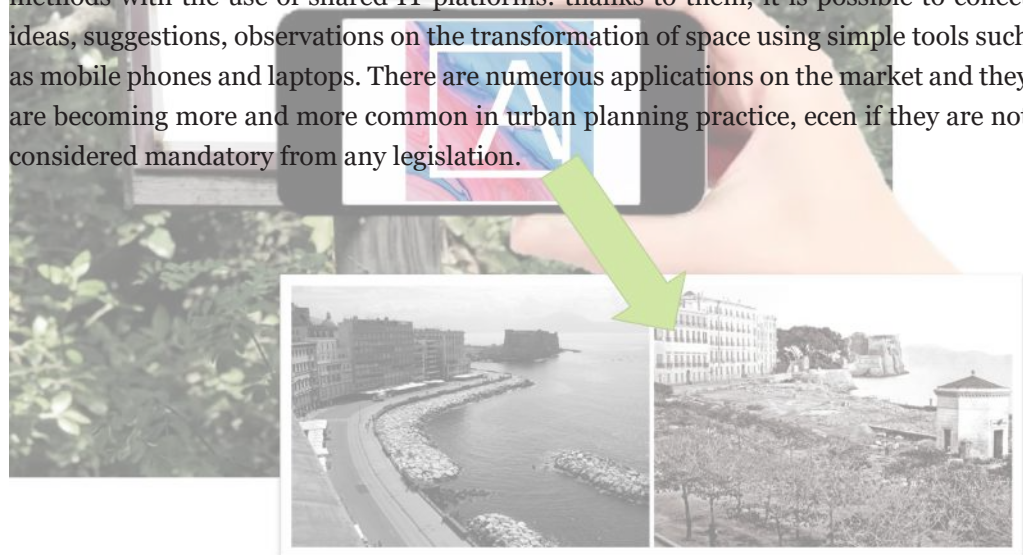 methods with the use of shared IT platforms: thanks to them, it is possible to collec
ideas, suggestions, observations on the transformation of space using simple tools such
as mobile phones and laptops. There are numerous applications on the market and they
are becoming more and more common in urban planning practice, ecen if they are not
considered mandatory from any legislation.
A